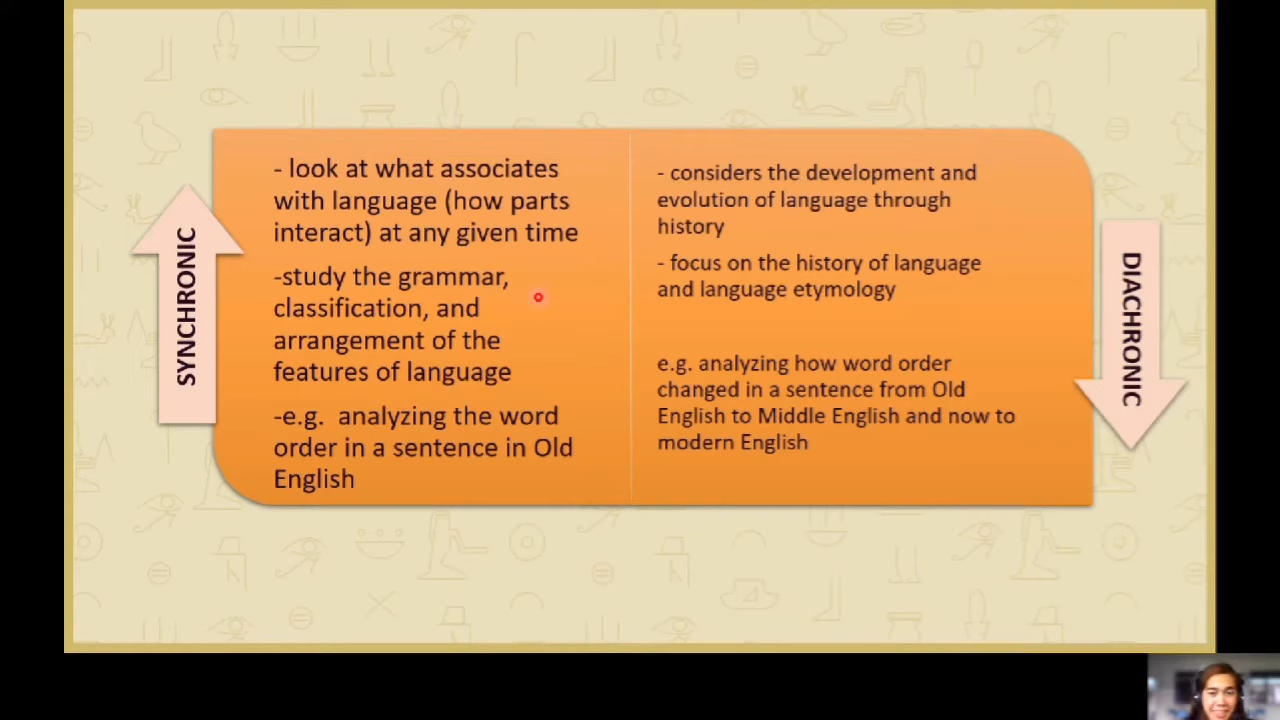 SYNCHRONIC
- look at what associates
with language (how parts
interact) at any given time
-study the grammar,
classification, and
arrangement of the
features of language
-e.g. analyzing the word
order in a sentence in Old
English
- considers the development and
evolution of language through
history
- focus on the history of language
and language etymology
e.g. analyzing how word order
changed in a sentence from Old
English to Middle English and now to
modern English
DIACHRONIC